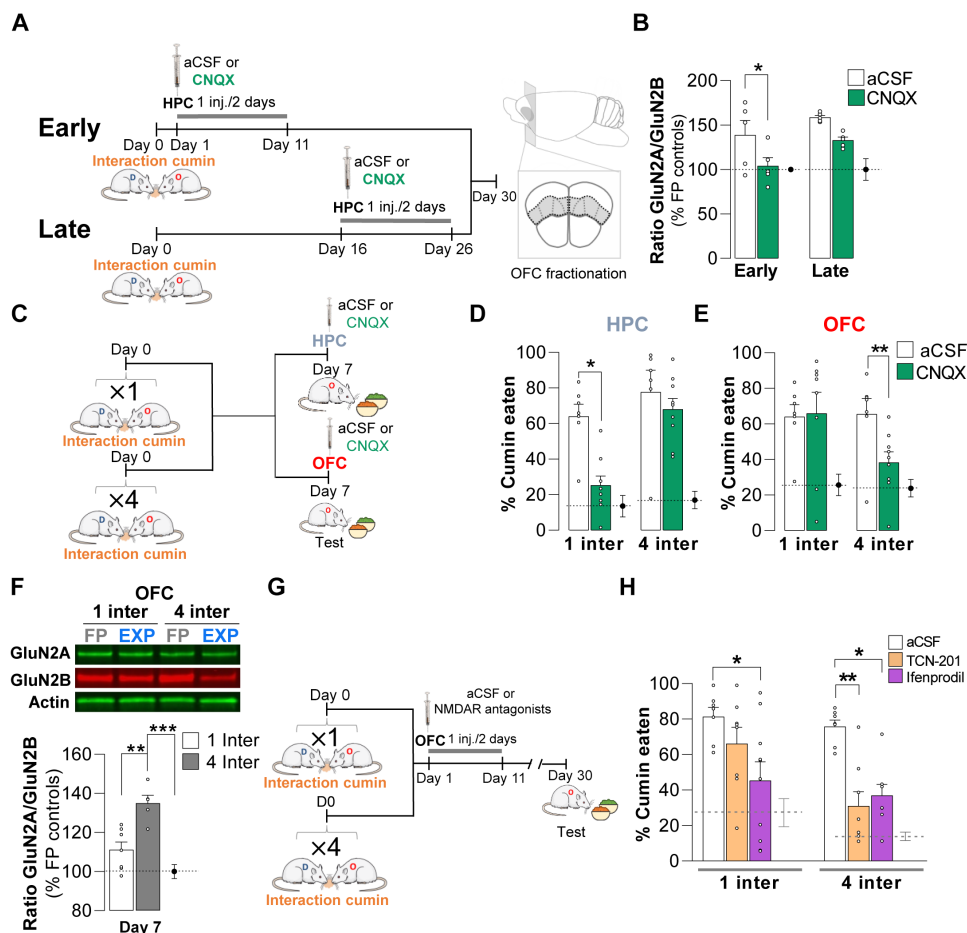 A
aCSF or
CNQX
HPC 1 inj./2 days
Early
Day 0 Day 1 11
Interaction cumin
D O
aCSF or
CNQX
HPC 1 inj./2 days
Late
Day 0 Day 16 Day 26
Interaction cumin
D O
Day 30
OFC fractionation
B
aCSF
CNQX
Ratio GluN2A/GluN2B
(% FP controls)
200
150
100
50
0
*
Early Late
C
Day 0
×1
D O
Interaction cumin
Day 0
×4
D O
Interaction cumin
aCSF or
CNQX
HPC
Day 7
O
aCSF or
CNQX
OFC
Day 7
O
Test
D
HPC
% Cumin eaten
100
80
60
40
20
0
*
1 inter 4 inter
E
OFC
aCSF
CNQX
% Cumin eaten
100
80
60
40
20
0
**
1 inter 4 inter
F
OFC
1 inter 4 inter
FP EXP FP EXP
GluN2A
GluN2B
Actin
Ratio GluN2A/GluN2B
(% FP controls)
160
140
120
100
80
** ***
1 Inter
4 Inter
Day 7
G
Day 0
×1
D O
Interaction cumin
D0
×4
D O
Interaction cumin
aCSF or
NMDAR antagonists
OFC 1 inj./2 days
Day 1 Day 11 Day 30
O
Test
H
aCSF
TCN-201
Ifenprodil
% Cumin eaten
100
80
60
40
20
0
*
**
*
1 inter 4 inter